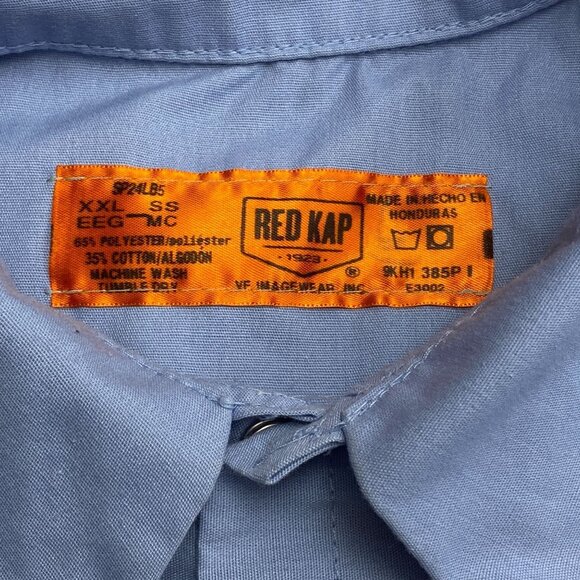 SP24LB5
XXL SS
EEG MC
65% POLYESTER/poliéster
35% COTTON/ALGODON
MACHINE WASH
TUMBLE DRY
RED KAP
· 1923 ·
®
VF IMAGEWEAR, INC.
MADE IN/HECHO EN
HONDURAS
9KH1 385P I
E3002